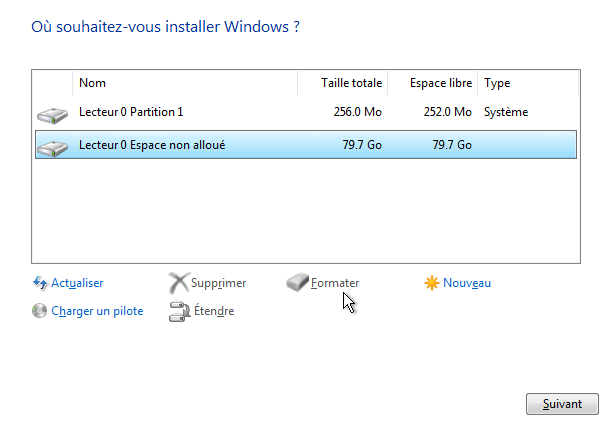 Où souhaitez-vous installer Windows ?
Nom Taille totale Espace libre Type
Lecteur 0 Partition 1 256.0 Mo 252.0 Mo Système
Lecteur 0 Espace non alloué 79.7 Go 79.7 Go
Actualiser Supprimer Formater Nouveau
Charger un pilote Étendre
Suivant